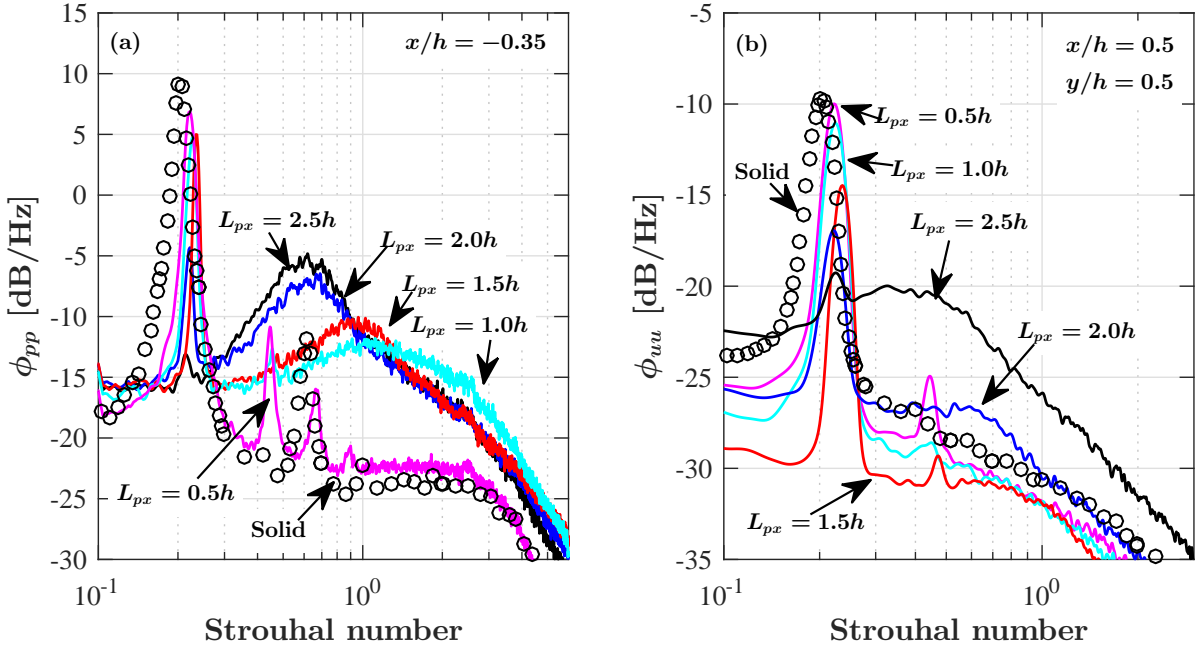 (a)
x/h = −0.35
15
10
5
0
-5
-10
-15
-20
-25
-30
ϕpp [dB/Hz]
Lpx = 2.5h
Lpx = 2.0h
Lpx = 1.5h
Lpx = 1.0h
Lpx = 0.5h
Solid
10-1
100
Strouhal number
(b)
x/h = 0.5
y/h = 0.5
-5
-10
-15
-20
-25
-30
-35
ϕuu [dB/Hz]
Lpx = 0.5h
Solid
Lpx = 1.0h
Lpx = 2.5h
Lpx = 2.0h
Lpx = 1.5h
10-1
100
Strouhal number